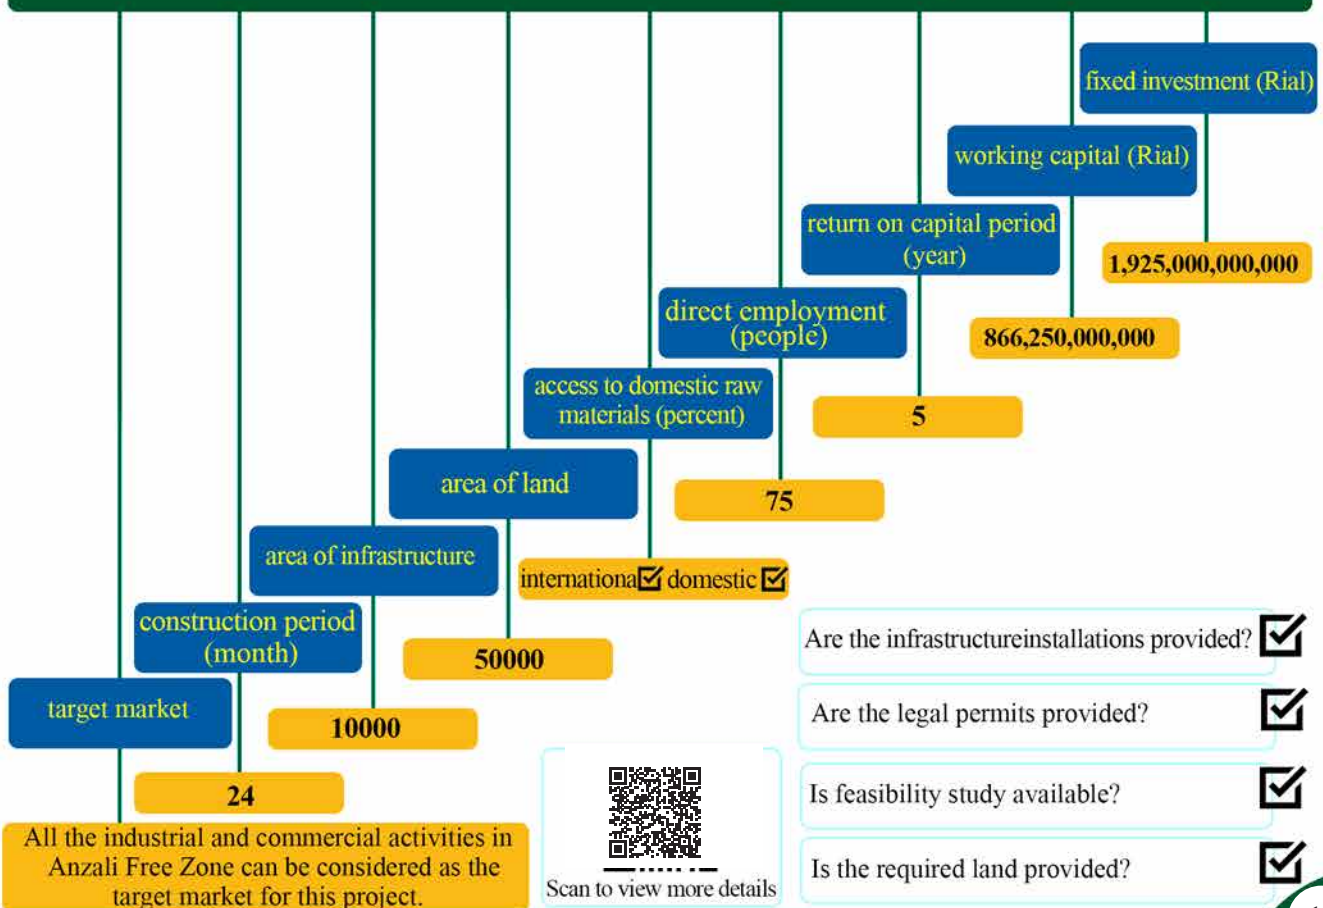 fixed investment (Rial)
1,925,000,000,000
working capital (Rial)
866,250,000,000
return on capital period
(year)
5
direct employment
(people)
75
access to domestic raw
materials (percent)
internationa☑ domestic ☑
area of land
50000
area of infrastructure
10000
construction period
(month)
24
target market
All the industrial and commercial activities in
Anzali Free Zone can be considered as the
target market for this project.
Scan to view more details
Are the infrastructureinstallations provided? ☑
Are the legal permits provided? ☑
Is feasibility study available? ☑
Is the required land provided? ☑